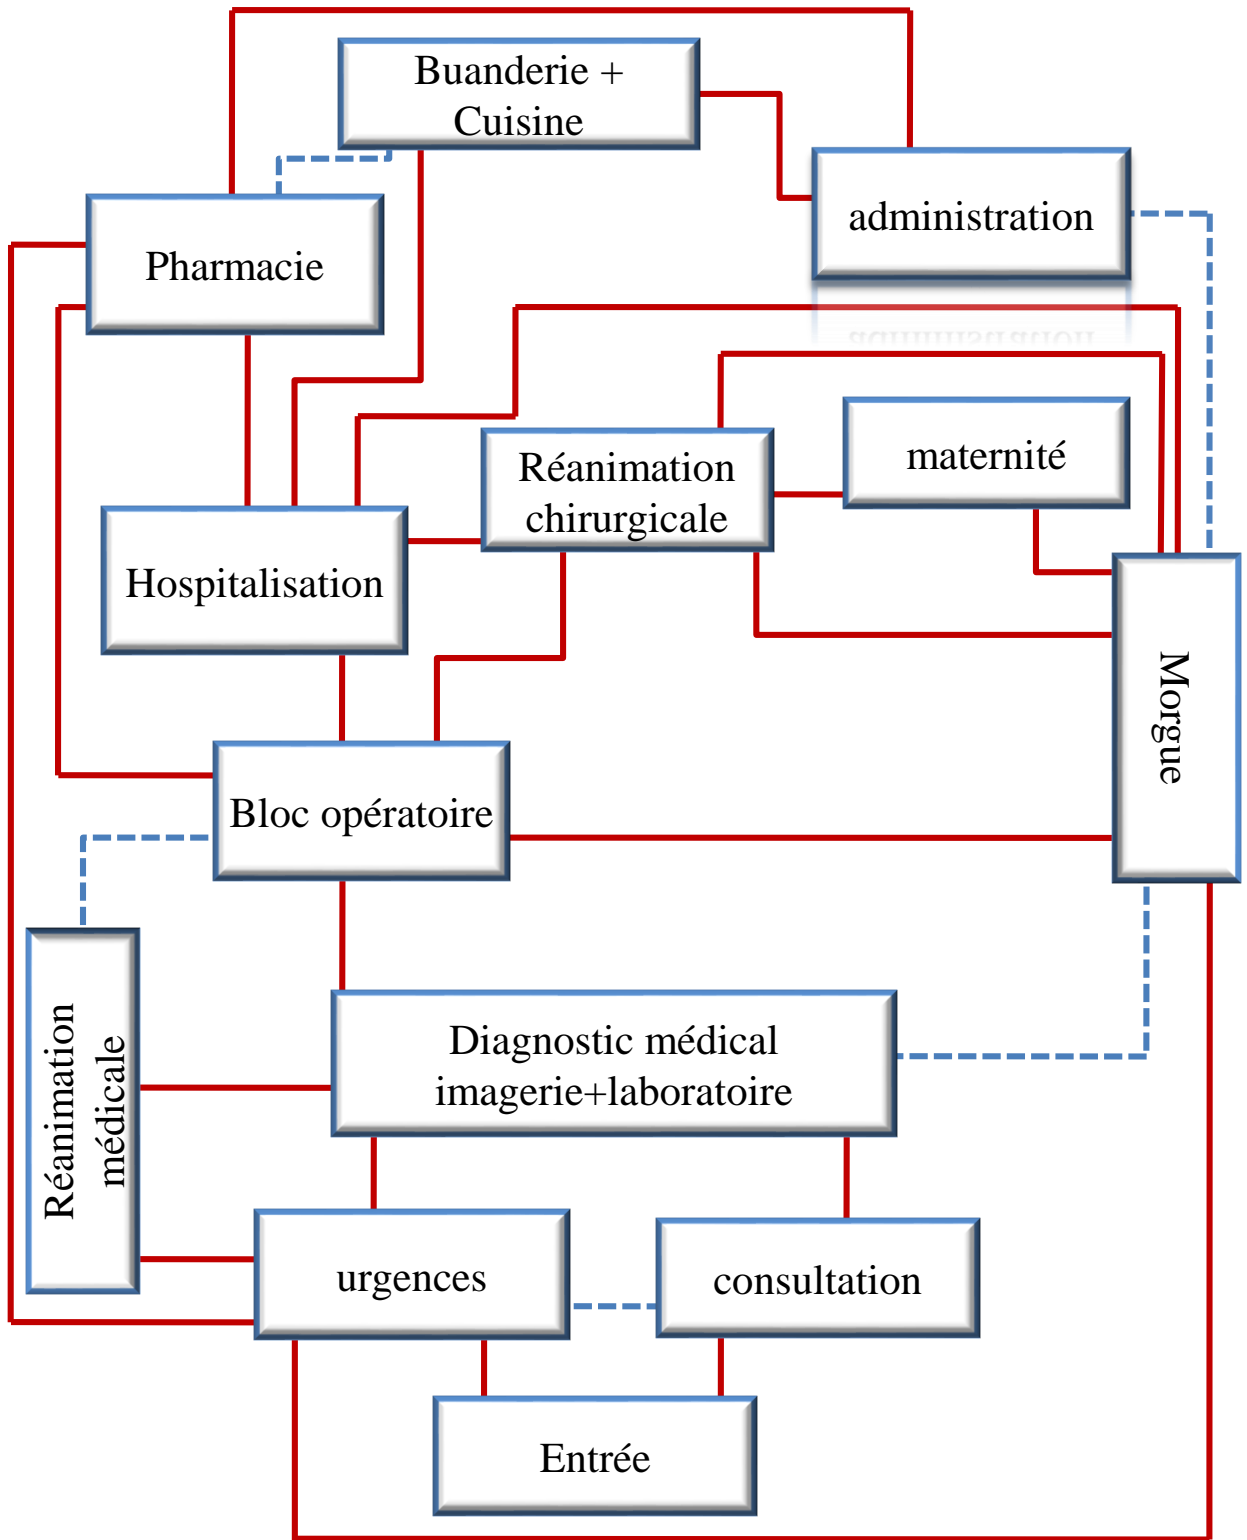 Buanderie +
Cuisine
administration
Pharmacie
maternité
Réanimation
chirurgicale
Hospitalisation
Morgue
Bloc opératoire
Réanimation
médicale
Diagnostic médical
imagerie+laboratoire
urgences
consultation
Entrée